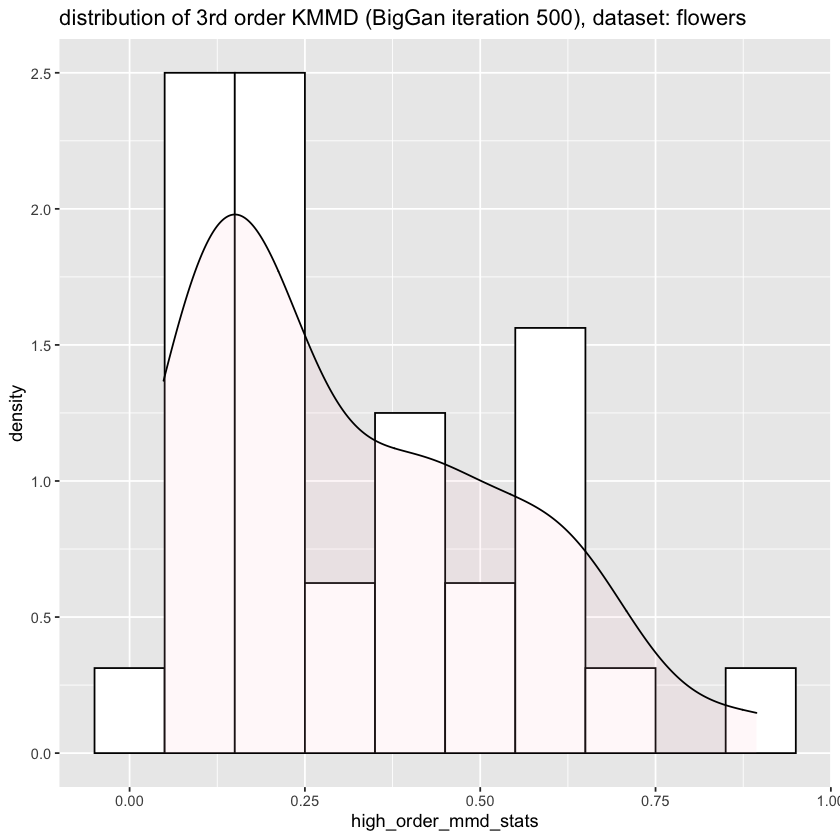 distribution of 3rd order KMMD (BigGan iteration 500), dataset: flowers
2.5
2.0
1.5
1.0
0.5
0.0
density
0.00 0.25 0.50 0.75 1.00
high_order_mmd_stats